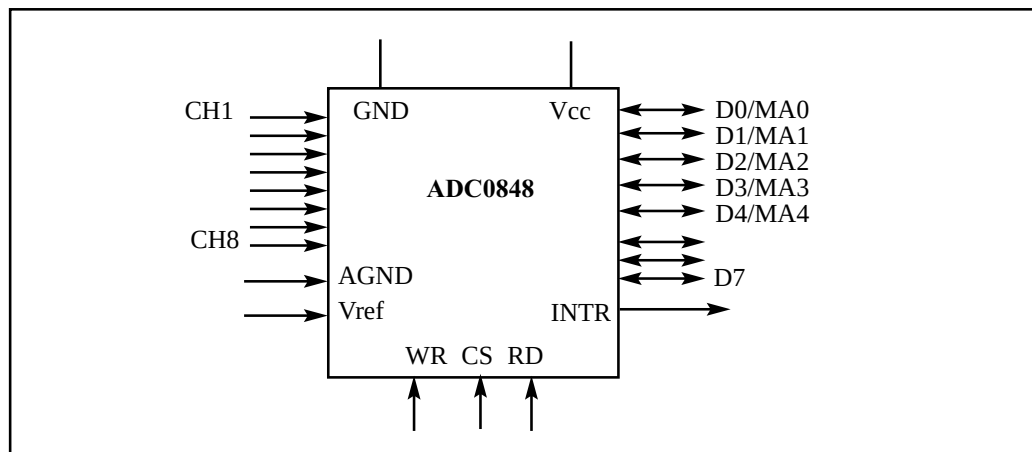 GND Vcc
CH1
D0/MA0
D1/MA1
D2/MA2
D3/MA3
D4/MA4
ADC0848
CH8
AGND
D7
Vref
INTR
WR CS RD